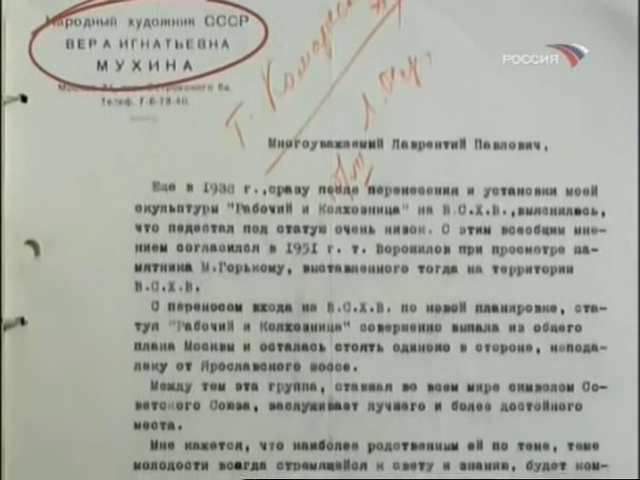 Народный художник СССР
ВЕРА ИГНАТЬЕВНА
МУХИНА
Телеф. Г-6-78-40.
РОССИЯ
Т.
Многоуважаемый Лаврентий Павлович.
Еще в 1938 г.,сразу после перенесения и установки моей
скульптуры "Рабочий и Колхозница" на В.С.Х.В.,выяснилось,
что педестал под статую очень низок. С этим всеобщим мне-
нием согласился в 1951 г. т. Ворошилов при просмотре па-
мятника М.Горькому, выставленного тогда на территории
В.С.Х.В.
С переносом входа на В.С.Х.В. по новой планировке, ста-
туя "Рабочий и Колхозница" совершенно выпала из общего
плана Москвы и осталась стоять одиноко в стороне, непода-
леку от Ярославского шоссе.
Между тем эта группа, ставшая во всем мире символом Со-
ветского Союза, заслуживает лучшего и более достойного
места.
Мне кажется, что наиболее родственным ей по теме, теме
молодости всегда стремящейся к свету и знанию, будет ком-